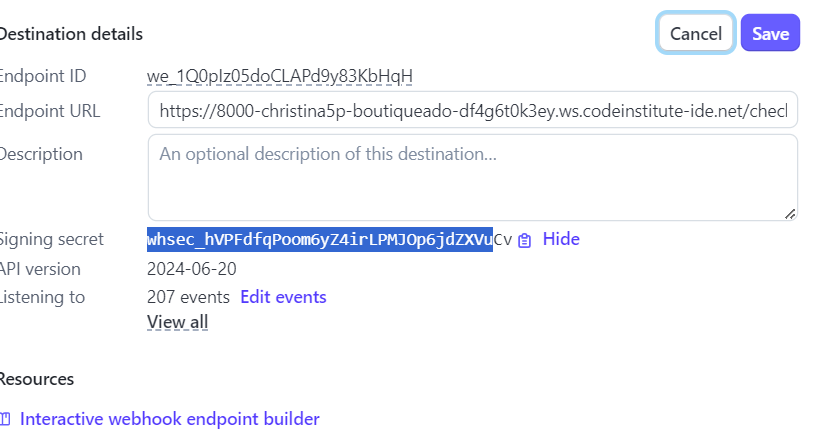 Destination details
Cancel
Save
Endpoint ID we_1Q0pIz05doCLAPd9y83KbHqH
Endpoint URL https://8000-christina5p-boutiqueado-df4g6t0k3ey.ws.codeinstitute-ide.net/checl
Description An optional description of this destination...
Signing secret whsec_hVPFdfqPoom6yZ4irLPMJOp6jdZXVuCv Hide
API version 2024-06-20
Listening to 207 events Edit events
View all
Resources
Interactive webhook endpoint builder